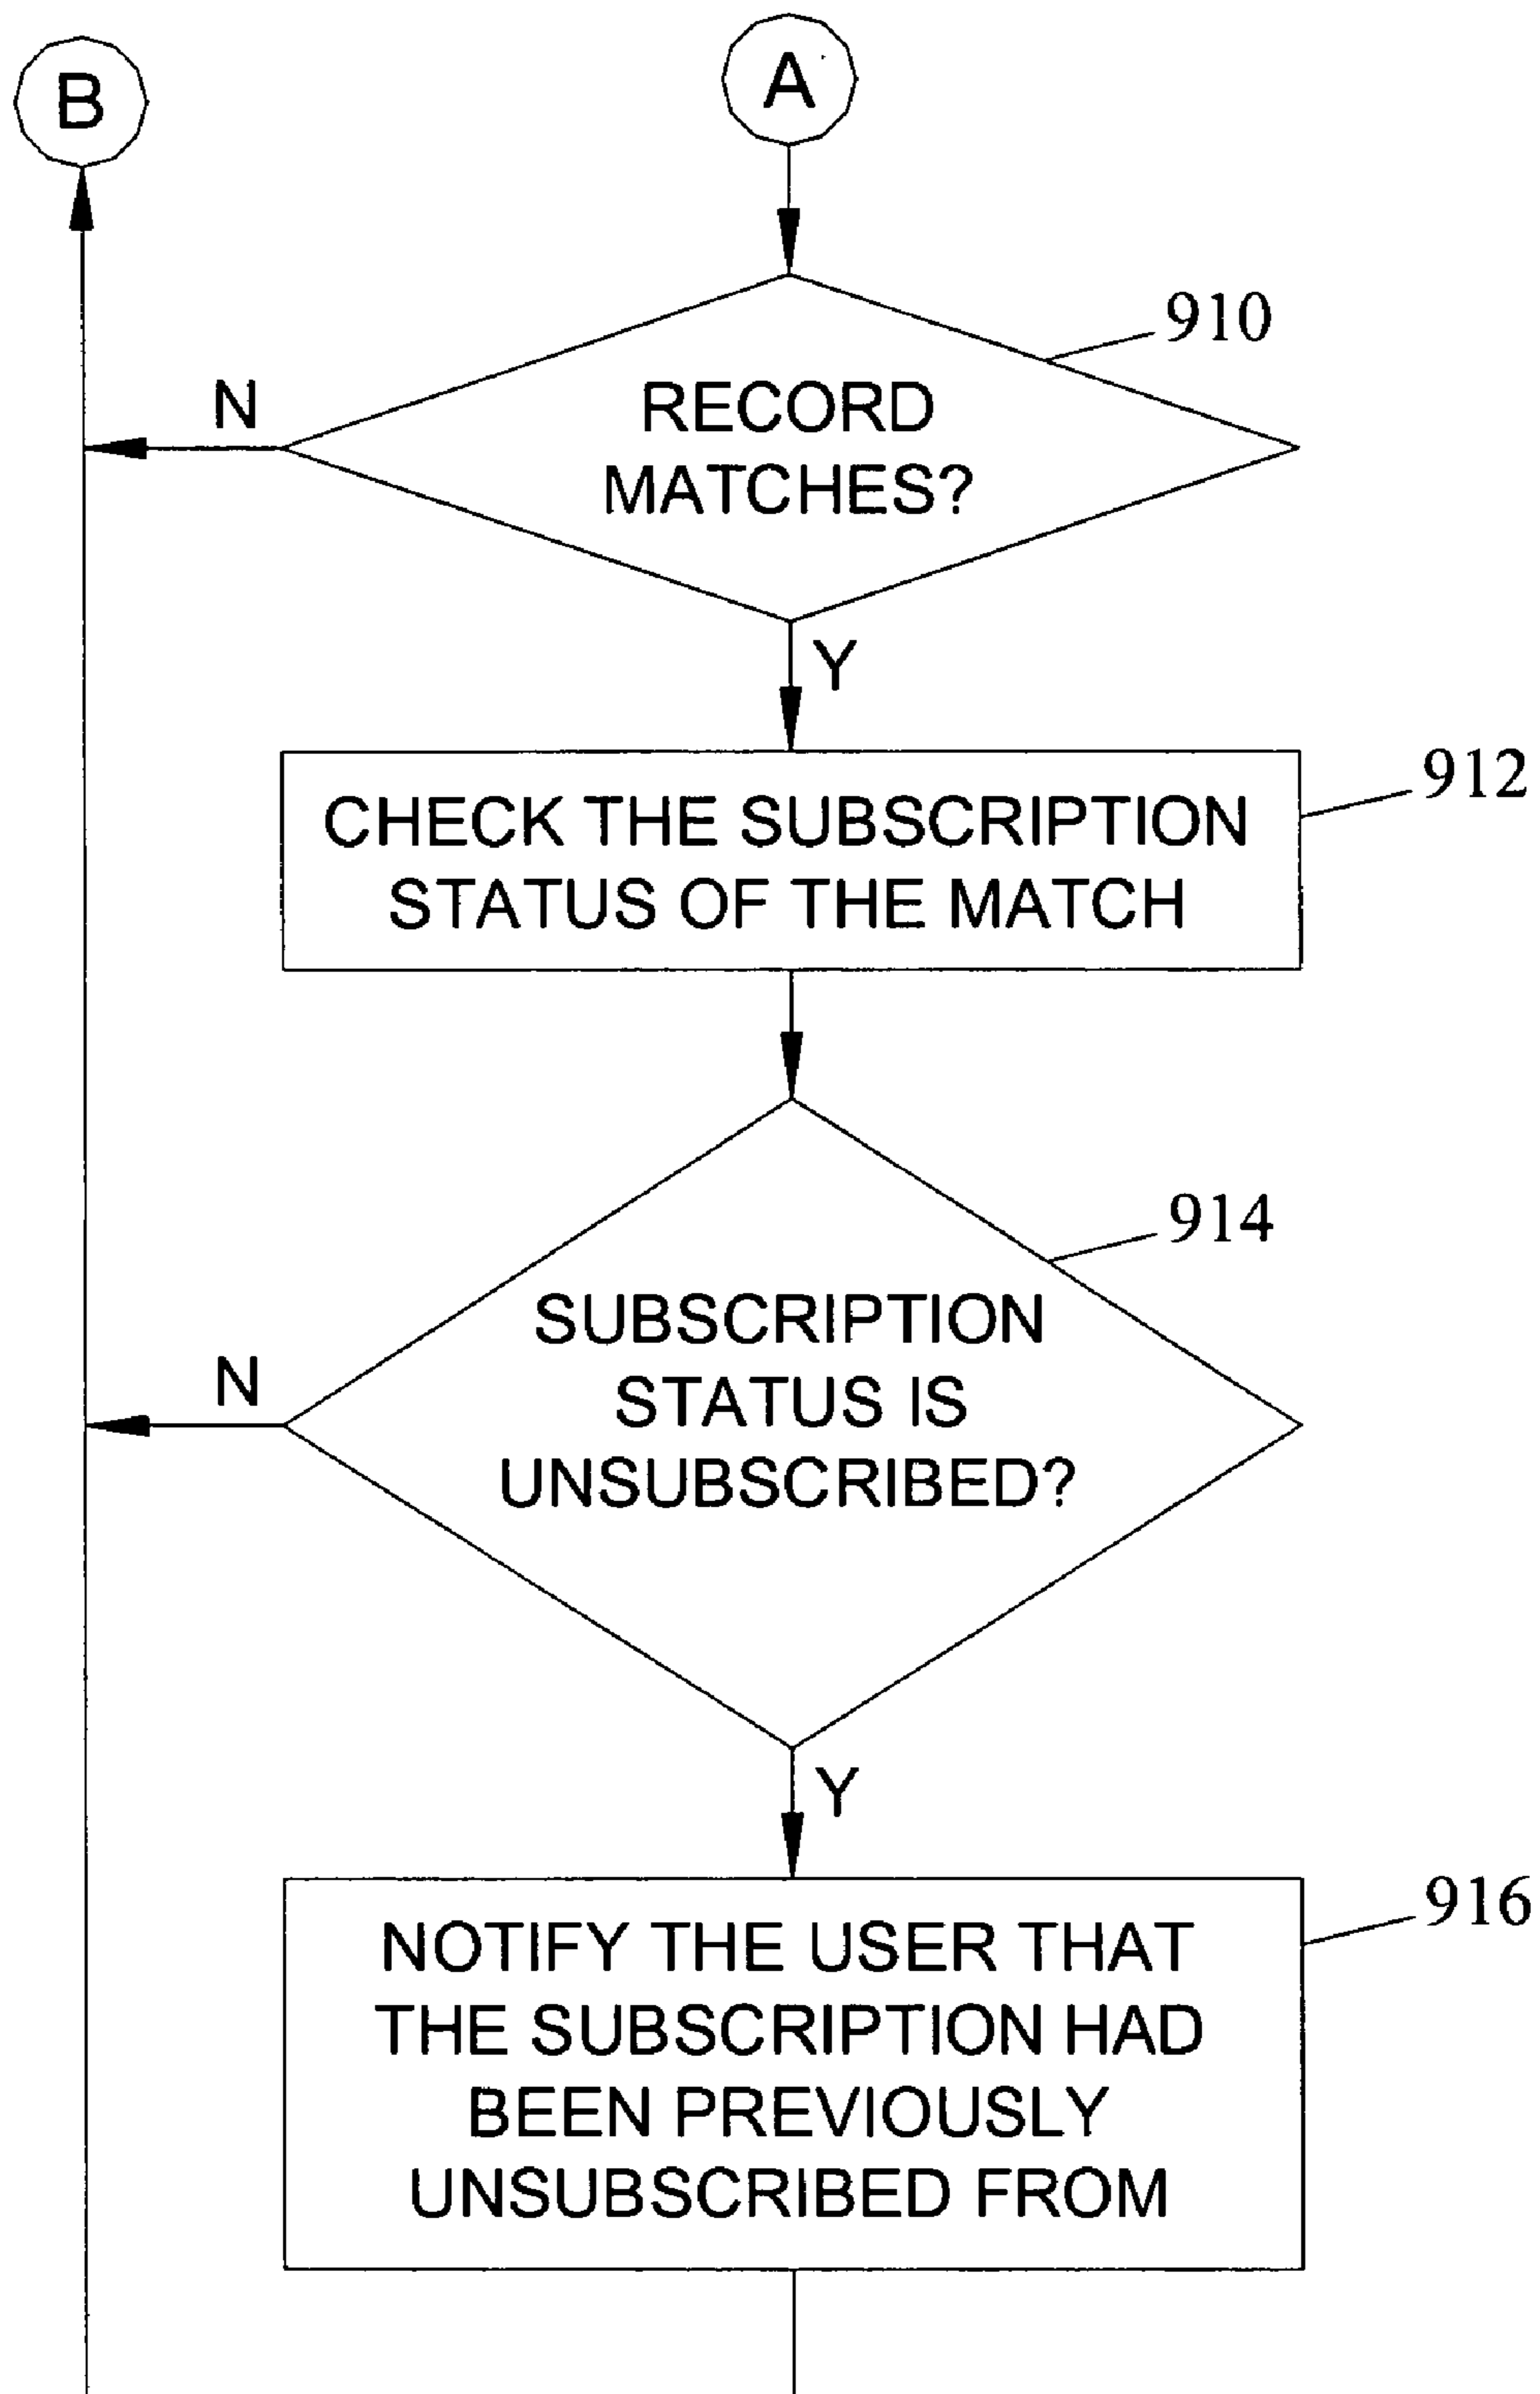 B
A
910
N
RECORD
MATCHES?
Y
912
CHECK THE SUBSCRIPTION
STATUS OF THE MATCH
914
SUBSCRIPTION
STATUS IS
UNSUBSCRIBED?
N
Y
916
NOTIFY THE USER THAT
THE SUBSCRIPTION HAD
BEEN PREVIOUSLY
UNSUBSCRIBED FROM